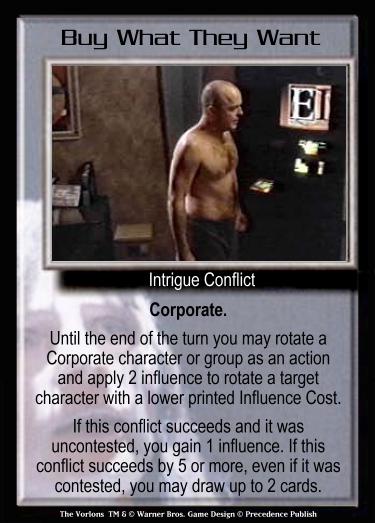 Buy What They Want
EI
Intrigue Conflict
Corporate.
Until the end of the turn you may rotate a
Corporate character or group as an action
and apply 2 influence to rotate a target
character with a lower printed Influence Cost.
If this conflict succeeds and it was
uncontested, you gain 1 influence. If this
conflict succeeds by 5 or more, even if it was
contested, you may draw up to 2 cards.
The Vorlons TM & © Warner Bros. Game Design © Precedence Publish